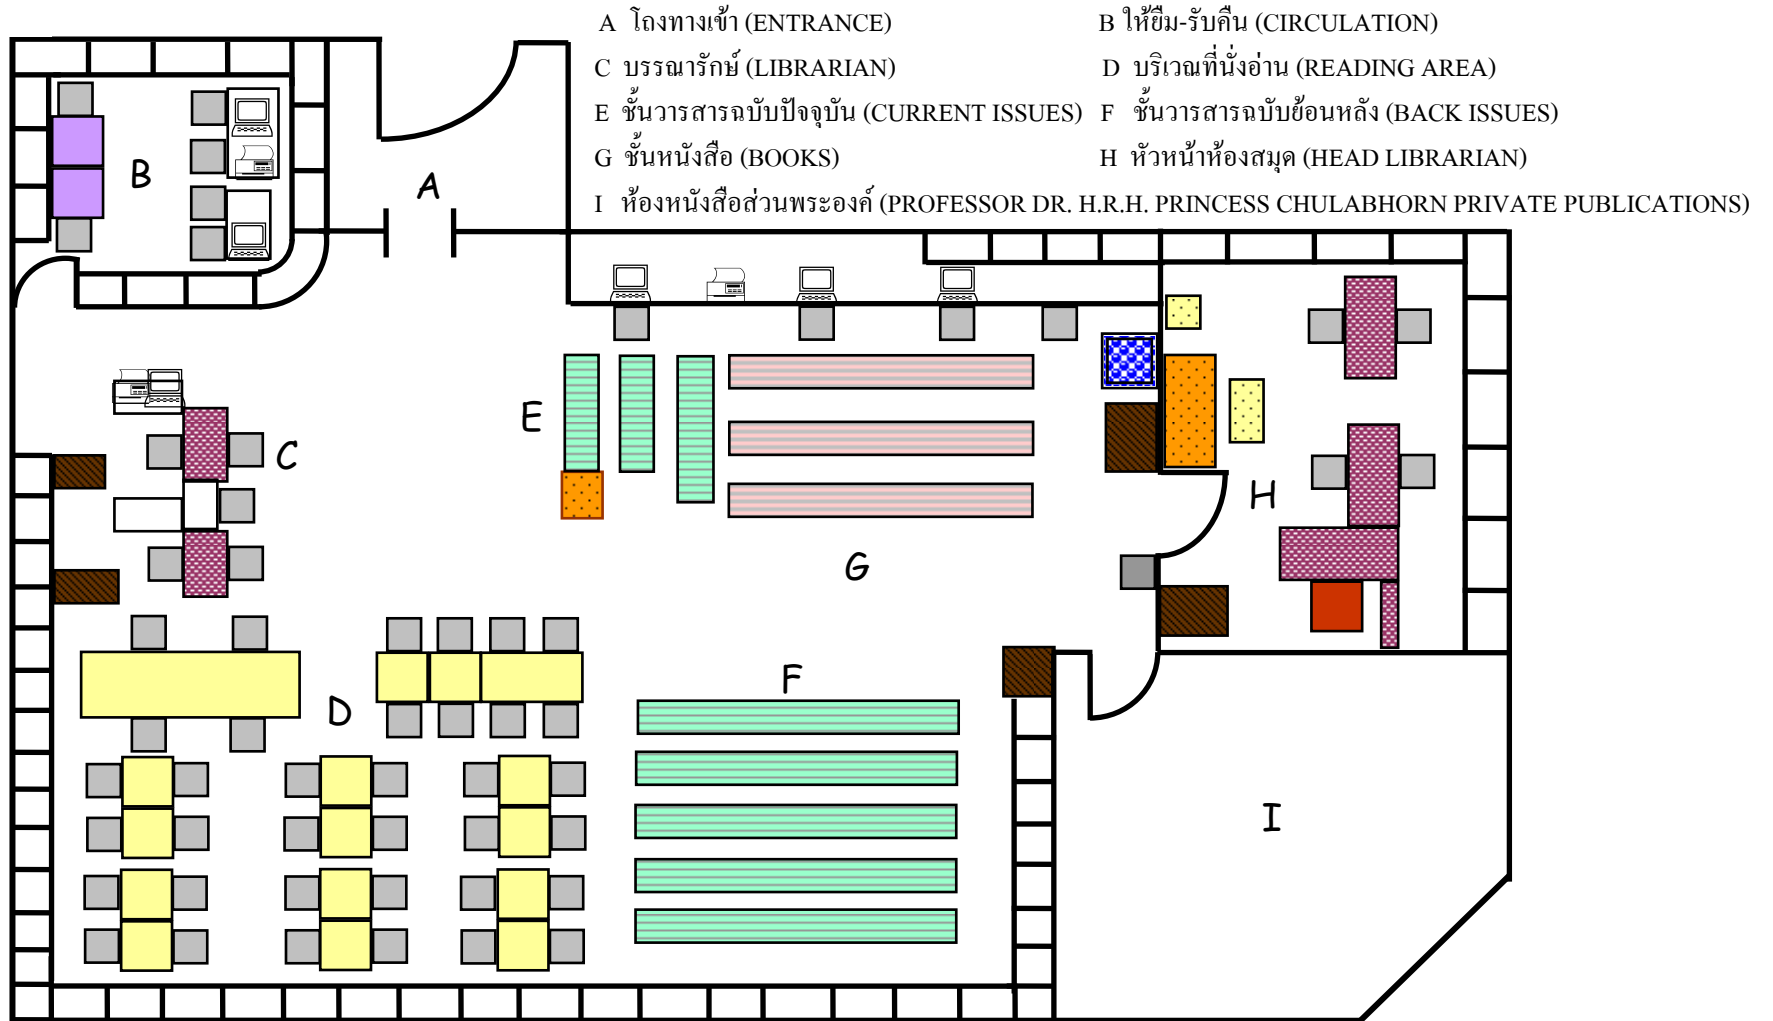 A โถงทางเข้า (ENTRANCE) B ให้ยืม-รับคืน (CIRCULATION)
C บรรณารักษ์ (LIBRARIAN) D บริเวณที่นั่งอ่าน (READING AREA)
E ชั้นวารสารฉบับปัจจุบัน (CURRENT ISSUES) F ชั้นวารสารฉบับย้อนหลัง (BACK ISSUES)
G ชั้นหนังสือ (BOOKS) H หัวหน้าห้องสมุด (HEAD LIBRARIAN)
I ห้องหนังสือส่วนพระองค์ (PROFESSOR DR. H.R.H. PRINCESS CHULABHORN PRIVATE PUBLICATIONS)
B
A
E
C
H
G
F
D
I